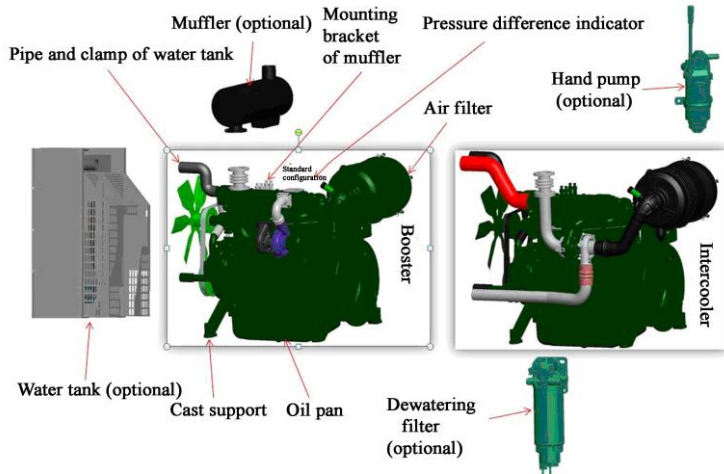 Muffler (optional)
Mounting
bracket
of muffler
Pressure difference indicator
Pipe and clamp of water tank
Air filter
Hand pump
(optional)
Standard
configuration
Booster
Intercooler
Water tank (optional)
Cast support
Oil pan
Dewatering
filter
(optional)